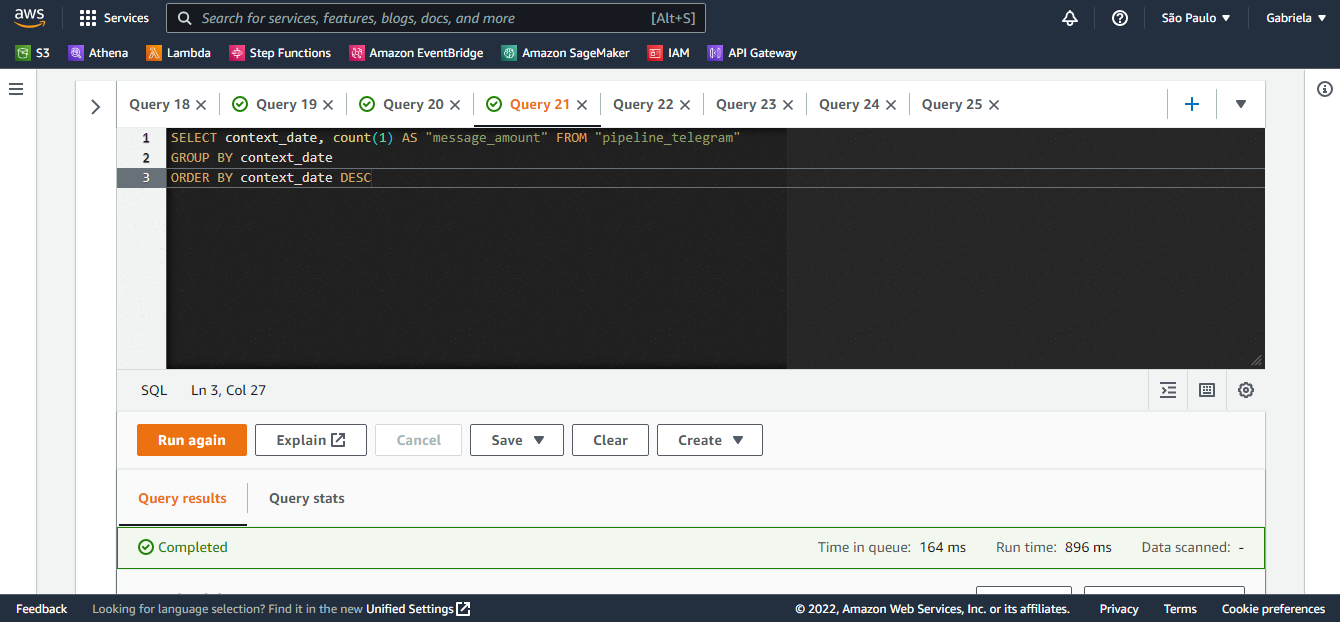 aws Services Search for services, features, blogs, docs, and more [Alt+S] São Paulo Gabriela
S3 Athena Lambda Step Functions Amazon EventBridge Amazon SageMaker IAM API Gateway
Query 18 Query 19 Query 20 Query 21 Query 22 Query 23 Query 24 Query 25
1 SELECT context_date, count(1) AS "message_amount" FROM "pipeline_telegram"
2 GROUP BY context_date
3 ORDER BY context_date DESC
SQL Ln 3, Col 27
Run again Explain Cancel Save Clear Create
Query results Query stats
Completed Time in queue: 164 ms Run time: 896 ms Data scanned: -
Feedback Looking for language selection? Find it in the new Unified Settings © 2022, Amazon Web Services, Inc. or its affiliates. Privacy Terms Cookie preferences